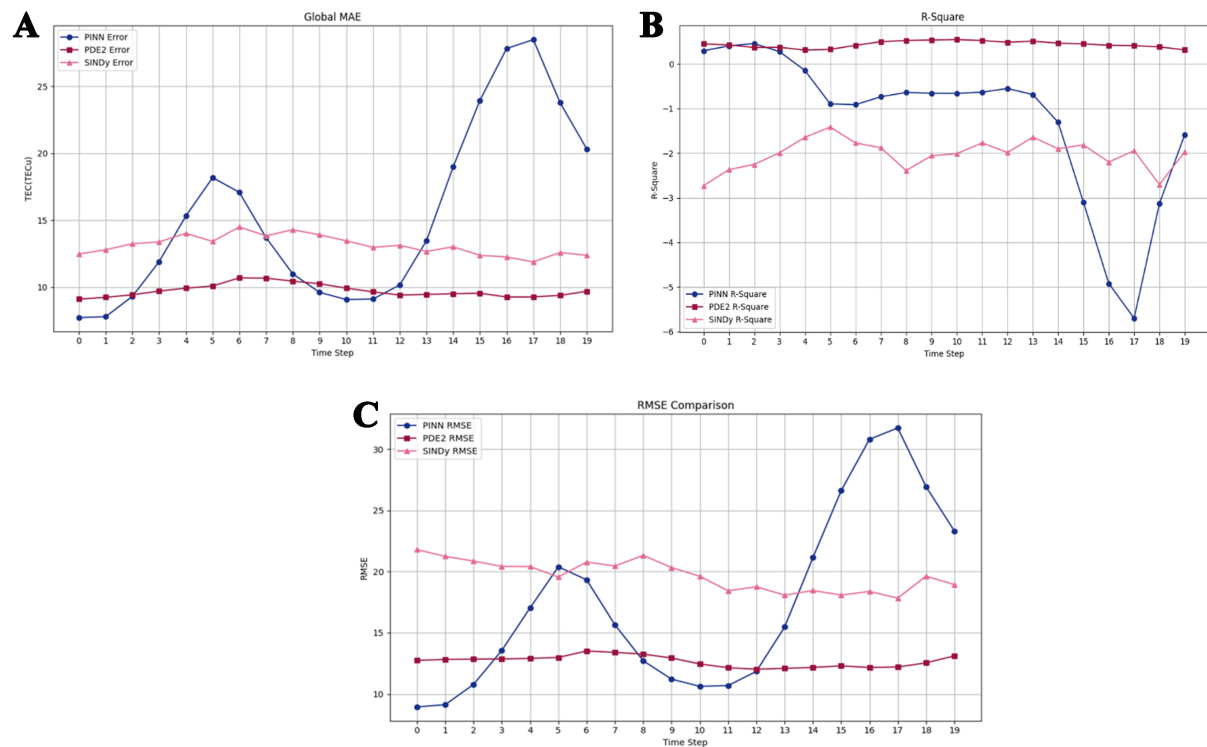 A
Global MAE
PINN Error
PDE2 Error
SINDy Error
TEC(TECu)
25
20
15
10
0 1 2 3 4 5 6 7 8 9 10 11 12 13 14 15 16 17 18 19
Time Step
B
R-Square
R-Square
0
−1
−2
−3
−4
−5
−6
PINN R-Square
PDE2 R-Square
SINDy R-Square
0 1 2 3 4 5 6 7 8 9 10 11 12 13 14 15 16 17 18 19
Time Step
C
RMSE Comparison
PINN RMSE
PDE2 RMSE
SINDy RMSE
RMSE
30
25
20
15
10
0 1 2 3 4 5 6 7 8 9 10 11 12 13 14 15 16 17 18 19
Time Step